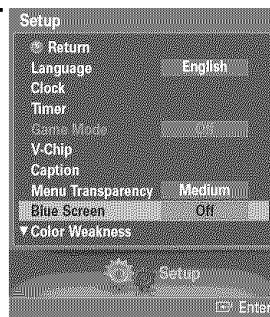 Setup
Return
Language English
Clock
Timer
Game Mode Off
V-Chip
Caption
Menu Transparency Medium
Blue Screen Off
▼Color Weakness
Setup
Enter